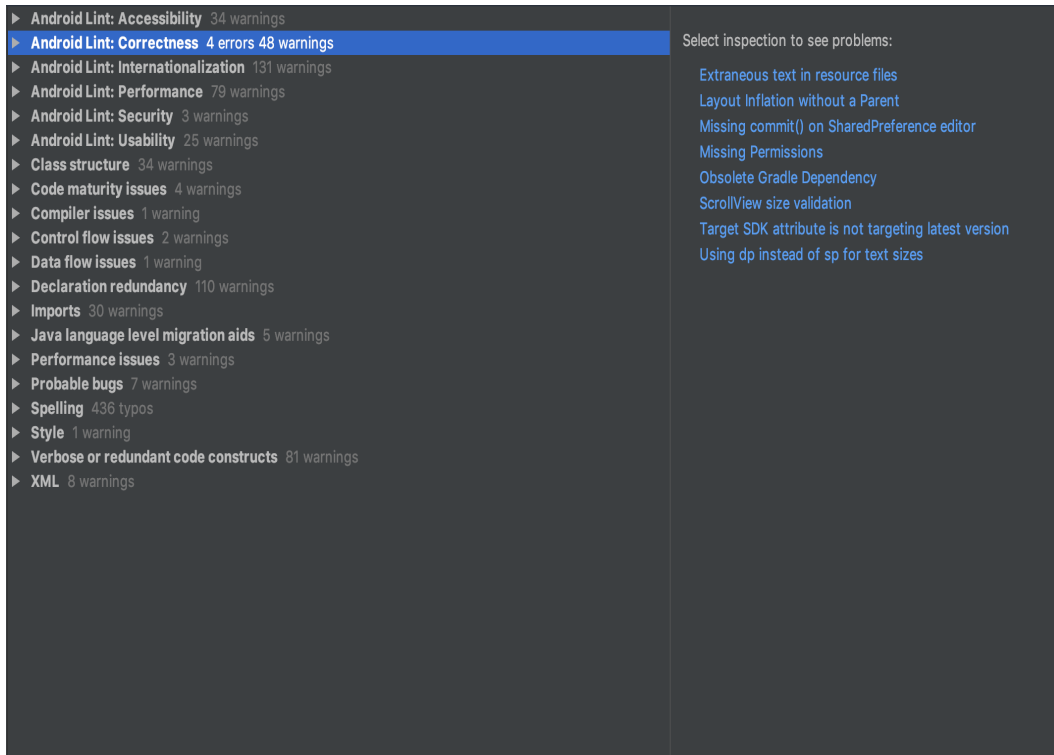 Android Lint: Accessibility 34 warnings
Android Lint: Correctness 4 errors 48 warnings
Android Lint: Internationalization 131 warnings
Android Lint: Performance 79 warnings
Android Lint: Security 3 warnings
Android Lint: Usability 25 warnings
Class structure 34 warnings
Code maturity issues 4 warnings
Compiler issues 1 warning
Control flow issues 2 warnings
Data flow issues 1 warning
Declaration redundancy 110 warnings
Imports 30 warnings
Java language level migration aids 5 warnings
Performance issues 3 warnings
Probable bugs 7 warnings
Spelling 436 typos
Style 1 warning
Verbose or redundant code constructs 81 warnings
XML 8 warnings
Select inspection to see problems:
Extraneous text in resource files
Layout Inflation without a Parent
Missing commit() on SharedPreference editor
Missing Permissions
Obsolete Gradle Dependency
ScrollView size validation
Target SDK attribute is not targeting latest version
Using dp instead of sp for text sizes